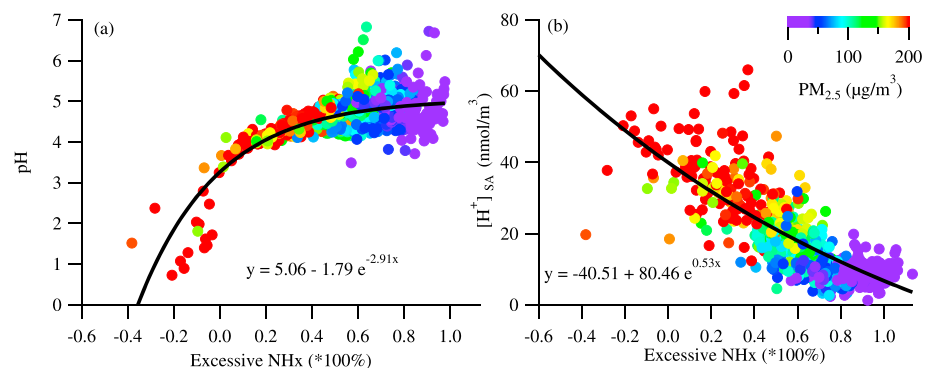 (a)
7
6
5
4
3
2
1
0
pH
y = 5.06 - 1.79 e^-2.91x
-0.6 -0.4 -0.2 0.0 0.2 0.4 0.6 0.8 1.0
Excessive NHx (*100%)
(b)
80
60
40
20
0
[H+] SA (nmol/m3)
0 100 200
PM2.5 (µg/m3)
y = -40.51 + 80.46 e^0.53x
-0.6 -0.4 -0.2 0.0 0.2 0.4 0.6 0.8 1.0
Excessive NHx (*100%)